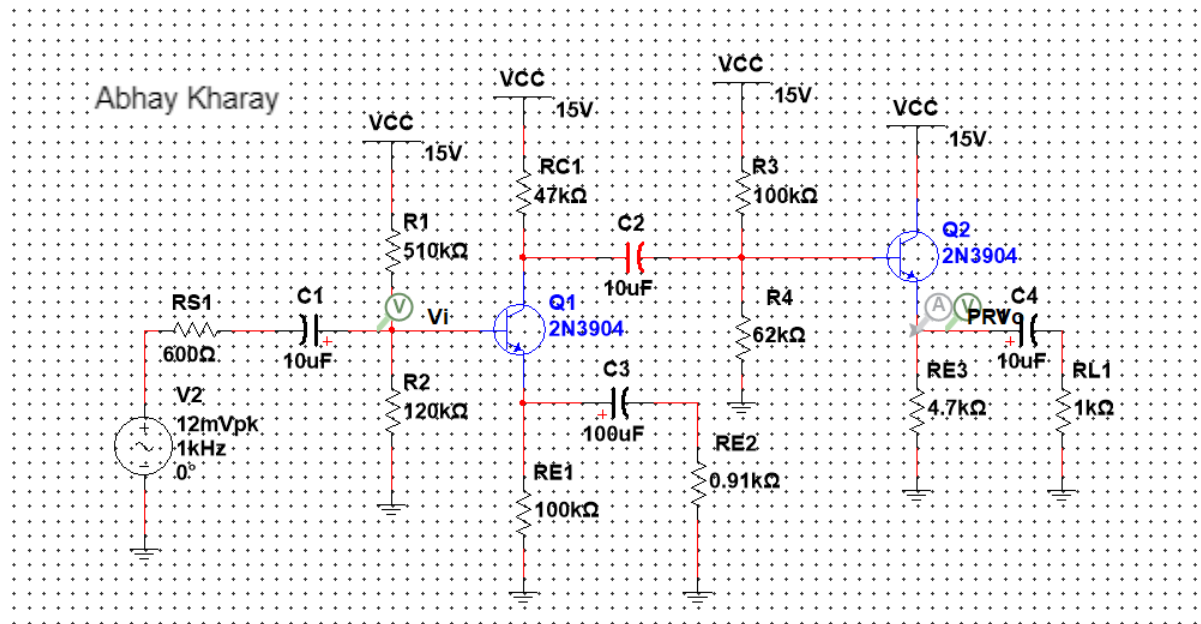 Abhay Kharay
VCC
15V
VCC
15V
VCC
15V
VCC
15V
RC1
47kΩ
R3
100kΩ
R1
510kΩ
C2
10uF
Q2
2N3904
RS1
600Ω
C1
10uF
V
Vi
Q1
2N3904
R4
62kΩ
A
V
PRVo
C4
10uF
V2
12mVpk
1kHz
0°
R2
120kΩ
C3
100uF
RE3
4.7kΩ
RL1
1kΩ
RE1
100kΩ
RE2
0.91kΩ